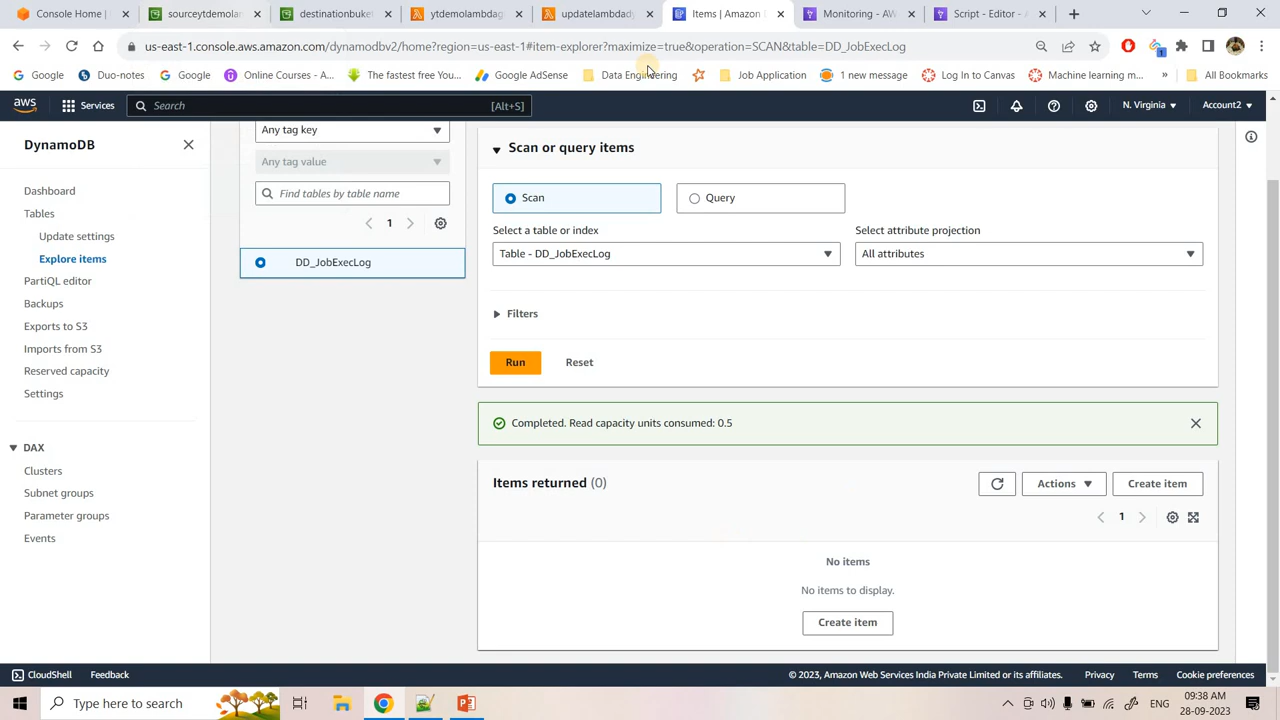 Console Home |
sourceytdemolan
destinationbuket
ytdemolambdag
updatelambdady
Items | Amazon
Monitoring - AW
Script - Editor - A
us-east-1.console.aws.amazon.com/dynamodbv2/home?region=us-east-1#item-explorer?maximize=true&operation=SCAN&table=DD_JobExecLog
Google
Duo-notes
Google
Online Courses - A...
The fastest free You...
Google AdSense
Data Engineering
Job Application
1 new message
Log In to Canvas
Machine learning m...
»
All Bookmarks
aws
Services
Search
[Alt+S]
N. Virginia
Account2
DynamoDB
Dashboard
Tables
Update settings
Explore items
PartiQL editor
Backups
Exports to S3
Imports from S3
Reserved capacity
Settings
DAX
Clusters
Subnet groups
Parameter groups
Events
Any tag key
Any tag value
Find tables by table name
1
DD_JobExecLog
Scan or query items
Scan
Query
Select a table or index
Select attribute projection
Table - DD_JobExecLog
All attributes
Filters
Run
Reset
Completed. Read capacity units consumed: 0.5
Items returned (0)
Actions
Create item
1
No items
No items to display.
Create item
CloudShell
Feedback
© 2023, Amazon Web Services India Private Limited or its affiliates.
Privacy
Terms
Cookie preferences
Type here to search
ENG
09:38 AM
28-09-2023